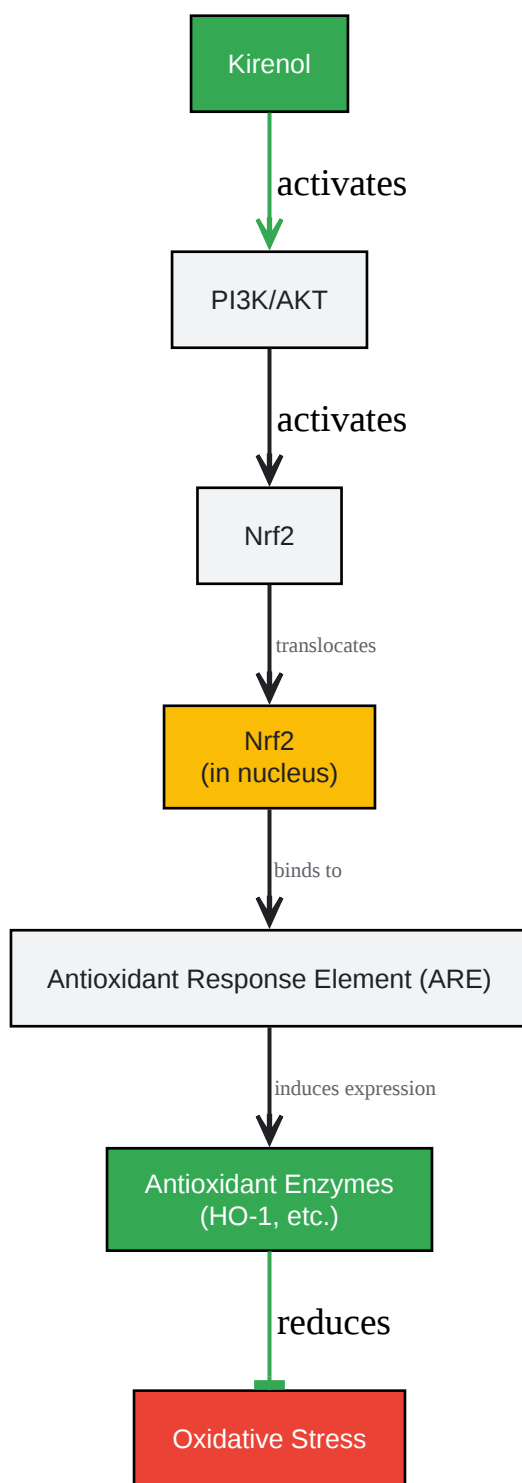 Kirenol
activates
PI3K/AKT
activates
Nrf2
translocates
Nrf2
(in nucleus)
binds to
Antioxidant Response Element (ARE)
induces expression
Antioxidant Enzymes
(HO-1, etc.)
reduces
Oxidative Stress